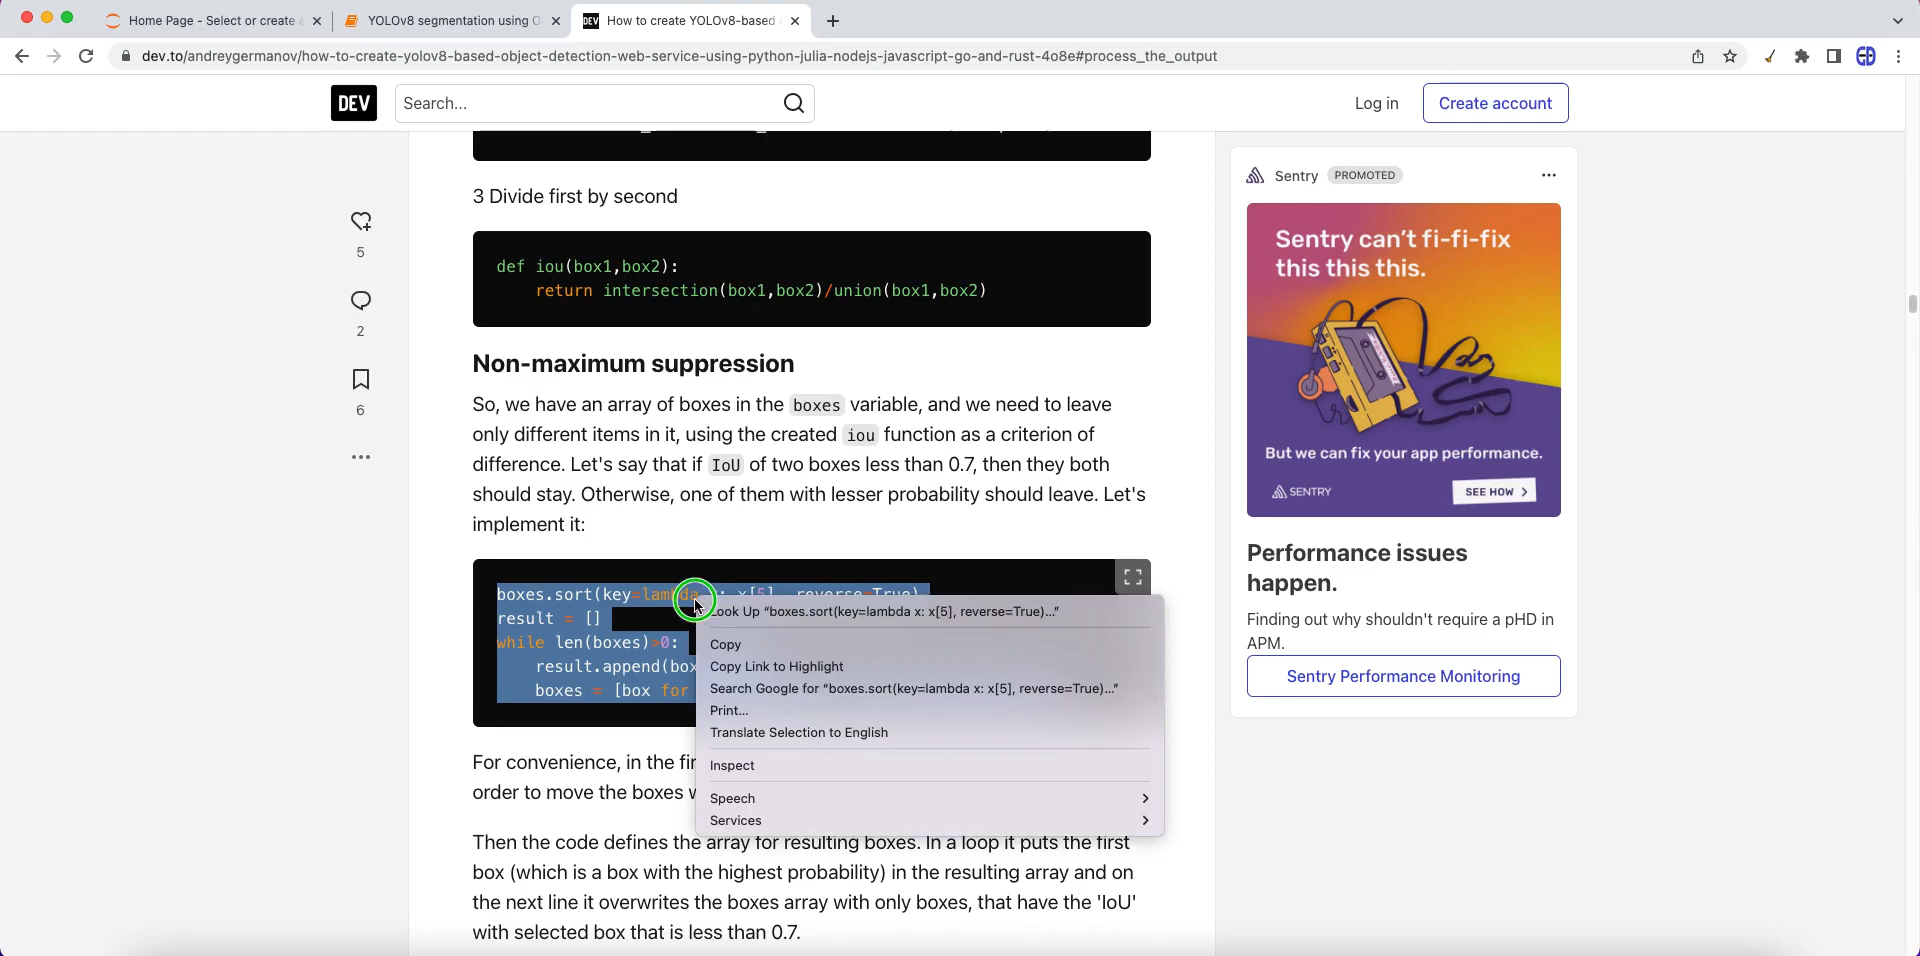 Home Page - Select or create a
YOLOv8 segmentation using O
DEV
How to create YOLOv8-based
dev.to/andreygermanov/how-to-create-yolov8-based-object-detection-web-service-using-python-julia-nodejs-javascript-go-and-rust-4o8e#process_the_output
DEV
Search...
Log in
Create account
5
2
6
3 Divide first by second
def iou(box1,box2):
return intersection(box1,box2)/union(box1,box2)
Non-maximum suppression
So, we have an array of boxes in the boxes variable, and we need to leave
only different items in it, using the created iou function as a criterion of
difference. Let's say that if IoU of two boxes less than 0.7, then they both
should stay. Otherwise, one of them with lesser probability should leave. Let's
implement it:
boxes.sort(key=lambda x: x[5], reverse=True)
result = []
while len(boxes)>0:
result.append(box
boxes = [box for
Look Up “boxes.sort(key=lambda x: x[5], reverse=True)...”
Copy
Copy Link to Highlight
Search Google for “boxes.sort(key=lambda x: x[5], reverse=True)...”
Print...
Translate Selection to English
Inspect
Speech
Services
For convenience, in the fir
order to move the boxes w
Then the code defines the array for resulting boxes. In a loop it puts the first
box (which is a box with the highest probability) in the resulting array and on
the next line it overwrites the boxes array with only boxes, that have the 'IoU'
with selected box that is less than 0.7.
Sentry PROMOTED
Sentry can’t fi-fi-fix
this this this.
But we can fix your app performance.
SENTRY
SEE HOW
Performance issues
happen.
Finding out why shouldn't require a pHD in
APM.
Sentry Performance Monitoring